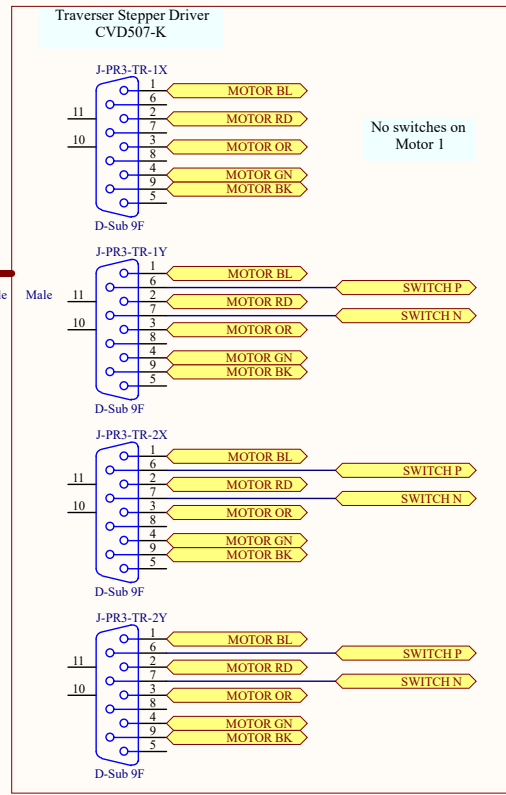 Traverser Stepper Driver
CVD507-K
J-PR3-TR-1X
1 MOTOR BL
6
11 2 MOTOR RD
7
10 3 MOTOR OR
8
4 MOTOR GN
9 MOTOR BK
5
D-Sub 9F
No switches on
Motor 1
J-PR3-TR-1Y
1 MOTOR BL
6 SWITCH P
Male 11 2 MOTOR RD
7 SWITCH N
10 3 MOTOR OR
8
4 MOTOR GN
9 MOTOR BK
5
D-Sub 9F
J-PR3-TR-2X
1 MOTOR BL
6 SWITCH P
11 2 MOTOR RD
7 SWITCH N
10 3 MOTOR OR
8
4 MOTOR GN
9 MOTOR BK
5
D-Sub 9F
J-PR3-TR-2Y
1 MOTOR BL
6 SWITCH P
11 2 MOTOR RD
7 SWITCH N
10 3 MOTOR OR
8
4 MOTOR GN
9 MOTOR BK
5
D-Sub 9F